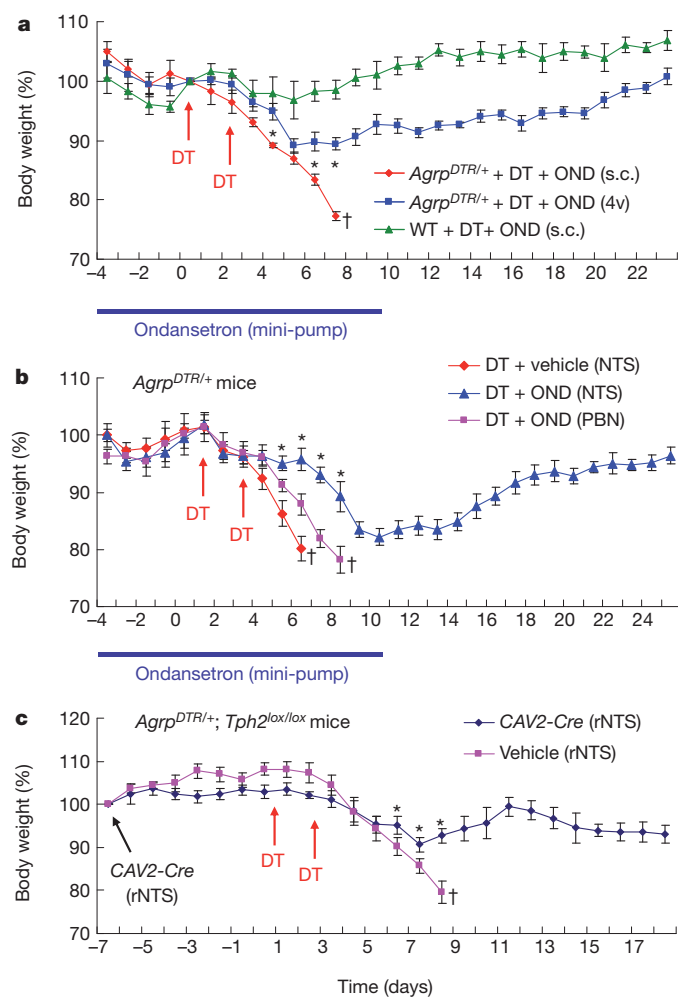 a
110
100
90
80
70
Body weight (%)
DT
DT
*
*
*
†
Agrp^DTR/+ + DT + OND (s.c.)
Agrp^DTR/+ + DT + OND (4v)
WT + DT+ OND (s.c.)
–4 –2 0 2 4 6 8 10 12 14 16 18 20 22
Ondansetron (mini-pump)
b
Agrp^DTR/+ mice
DT + vehicle (NTS)
DT + OND (NTS)
DT + OND (PBN)
110
100
90
80
70
Body weight (%)
DT
DT
*
*
*
*
†
†
–4 –2 0 2 4 6 8 10 12 14 16 18 20 22 24
Ondansetron (mini-pump)
c
Agrp^DTR/+; Tph2^lox/lox mice
CAV2-Cre (rNTS)
Vehicle (rNTS)
120
110
100
90
80
70
Body weight (%)
CAV2-Cre
(rNTS)
DT
DT
*
*
*
†
–7 –5 –3 –1 1 3 5 7 9 11 13 15 17
Time (days)